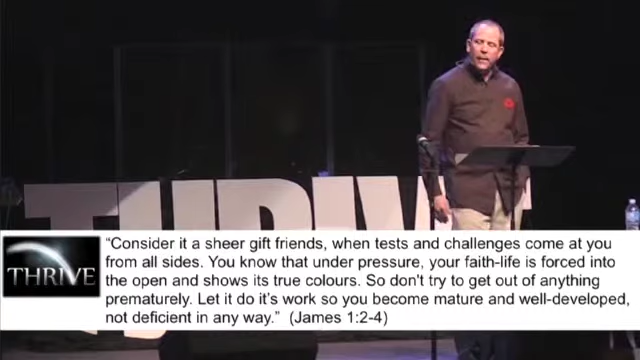 THRIVE
THRIVE
“Consider it a sheer gift friends, when tests and challenges come at you
from all sides. You know that under pressure, your faith-life is forced into
the open and shows its true colours. So don't try to get out of anything
prematurely. Let it do it’s work so you become mature and well-developed,
not deficient in any way.”  (James 1:2-4)